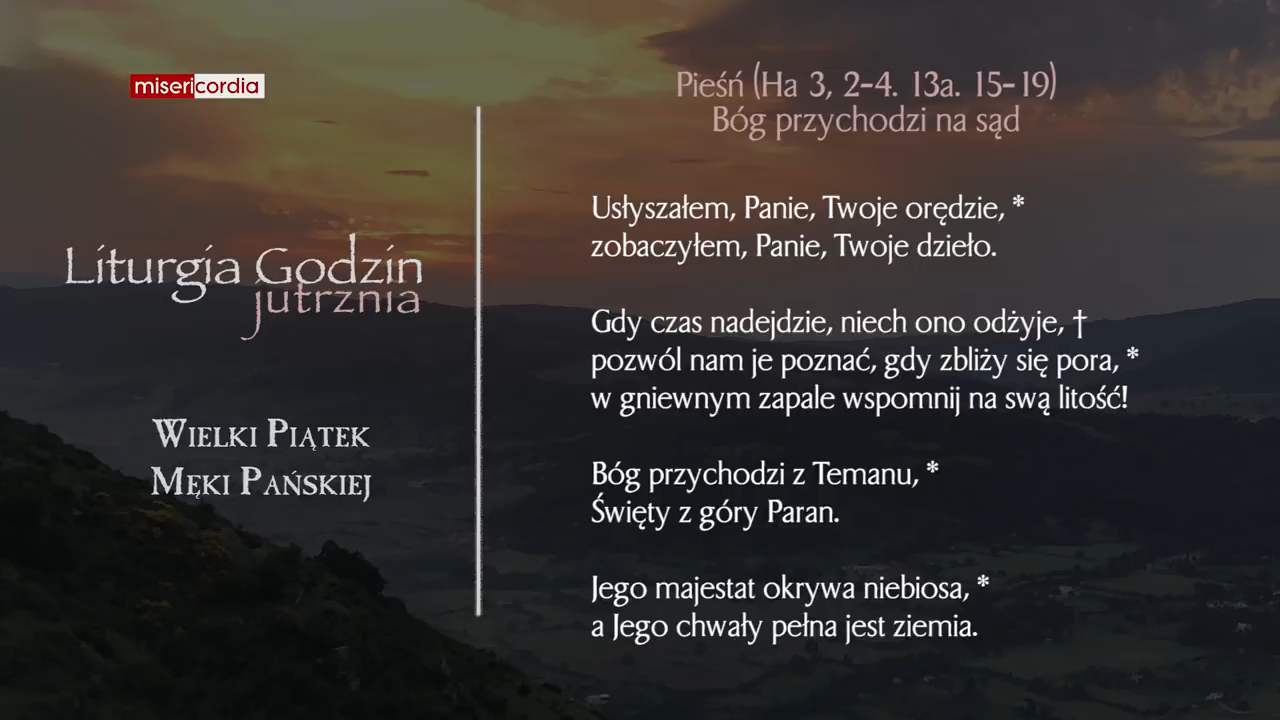 misericordia
Liturgia Godzin
jutrznia
Wielki Piątek
Męki Pańskiej
Pieśń (Ha 3, 2-4. 13a. 15-19)
Bóg przychodzi na sąd
Usłyszałem, Panie, Twoje orędzie, *
zobaczyłem, Panie, Twoje dzieło.
Gdy czas nadejdzie, niech ono odżyje, †
pozwól nam je poznać, gdy zbliży się pora, *
w gniewnym zapale wspomnij na swą litość!
Bóg przychodzi z Temanu, *
Święty z góry Paran.
Jego majestat okrywa niebiosa, *
a Jego chwały pełna jest ziemia.